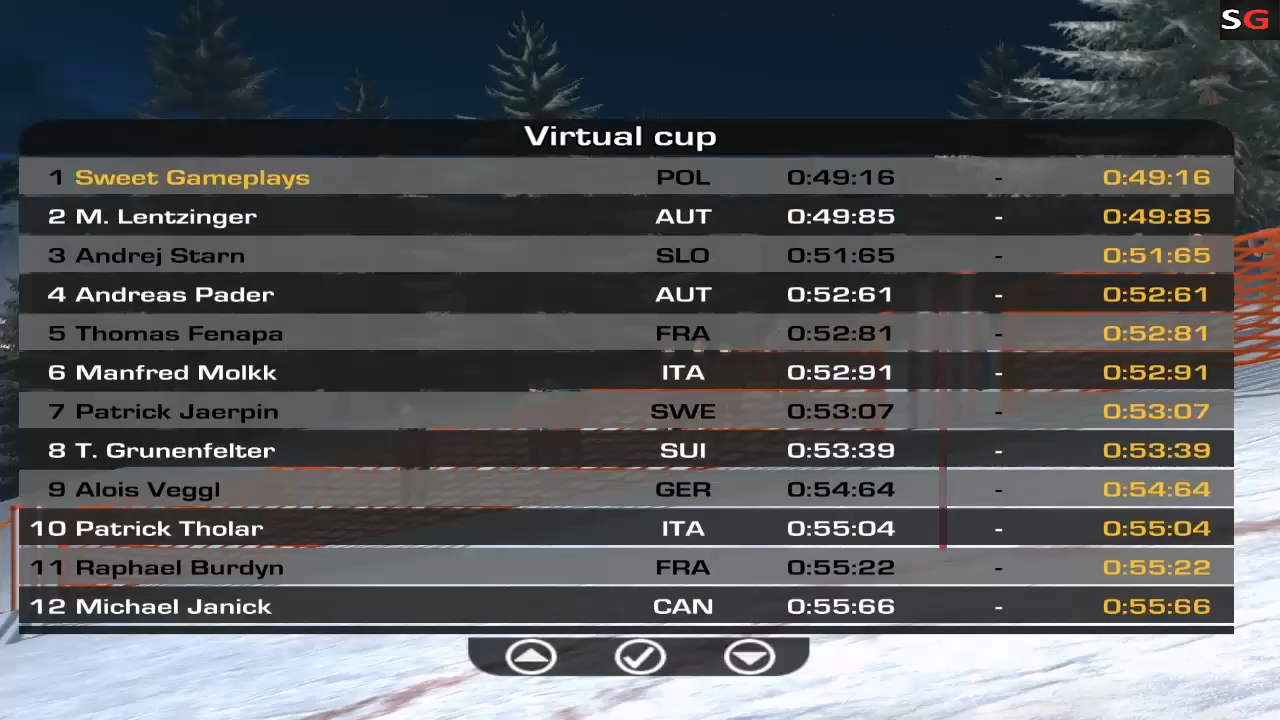 SG
Virtual cup
1 Sweet Gameplays POL 0:49:16 - 0:49:16
2 M. Lentzinger AUT 0:49:85 - 0:49:85
3 Andrej Starn SLO 0:51:65 - 0:51:65
4 Andreas Pader AUT 0:52:61 - 0:52:61
5 Thomas Fenapa FRA 0:52:81 - 0:52:81
6 Manfred Molkk ITA 0:52:91 - 0:52:91
7 Patrick Jaerpin SWE 0:53:07 - 0:53:07
8 T. Grunenfelter SUI 0:53:39 - 0:53:39
9 Alois Veggl GER 0:54:64 - 0:54:64
10 Patrick Tholar ITA 0:55:04 - 0:55:04
11 Raphael Burdyn FRA 0:55:22 - 0:55:22
12 Michael Janick CAN 0:55:66 - 0:55:66